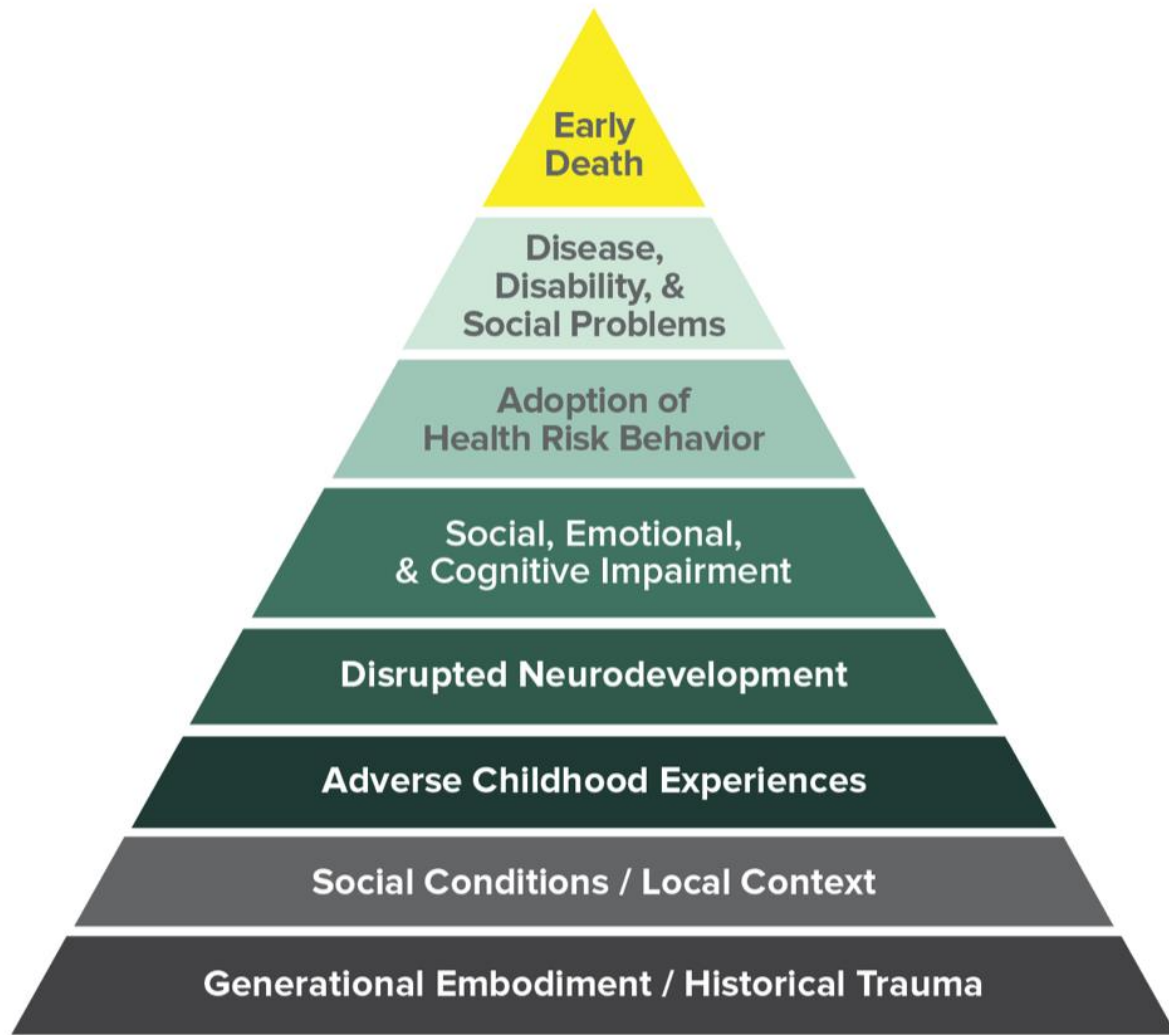 Early
Death
Disease,
Disability, &
Social Problems
Adoption of
Health Risk Behavior
Social, Emotional,
& Cognitive Impairment
Disrupted Neurodevelopment
Adverse Childhood Experiences
Social Conditions / Local Context
Generational Embodiment / Historical Trauma